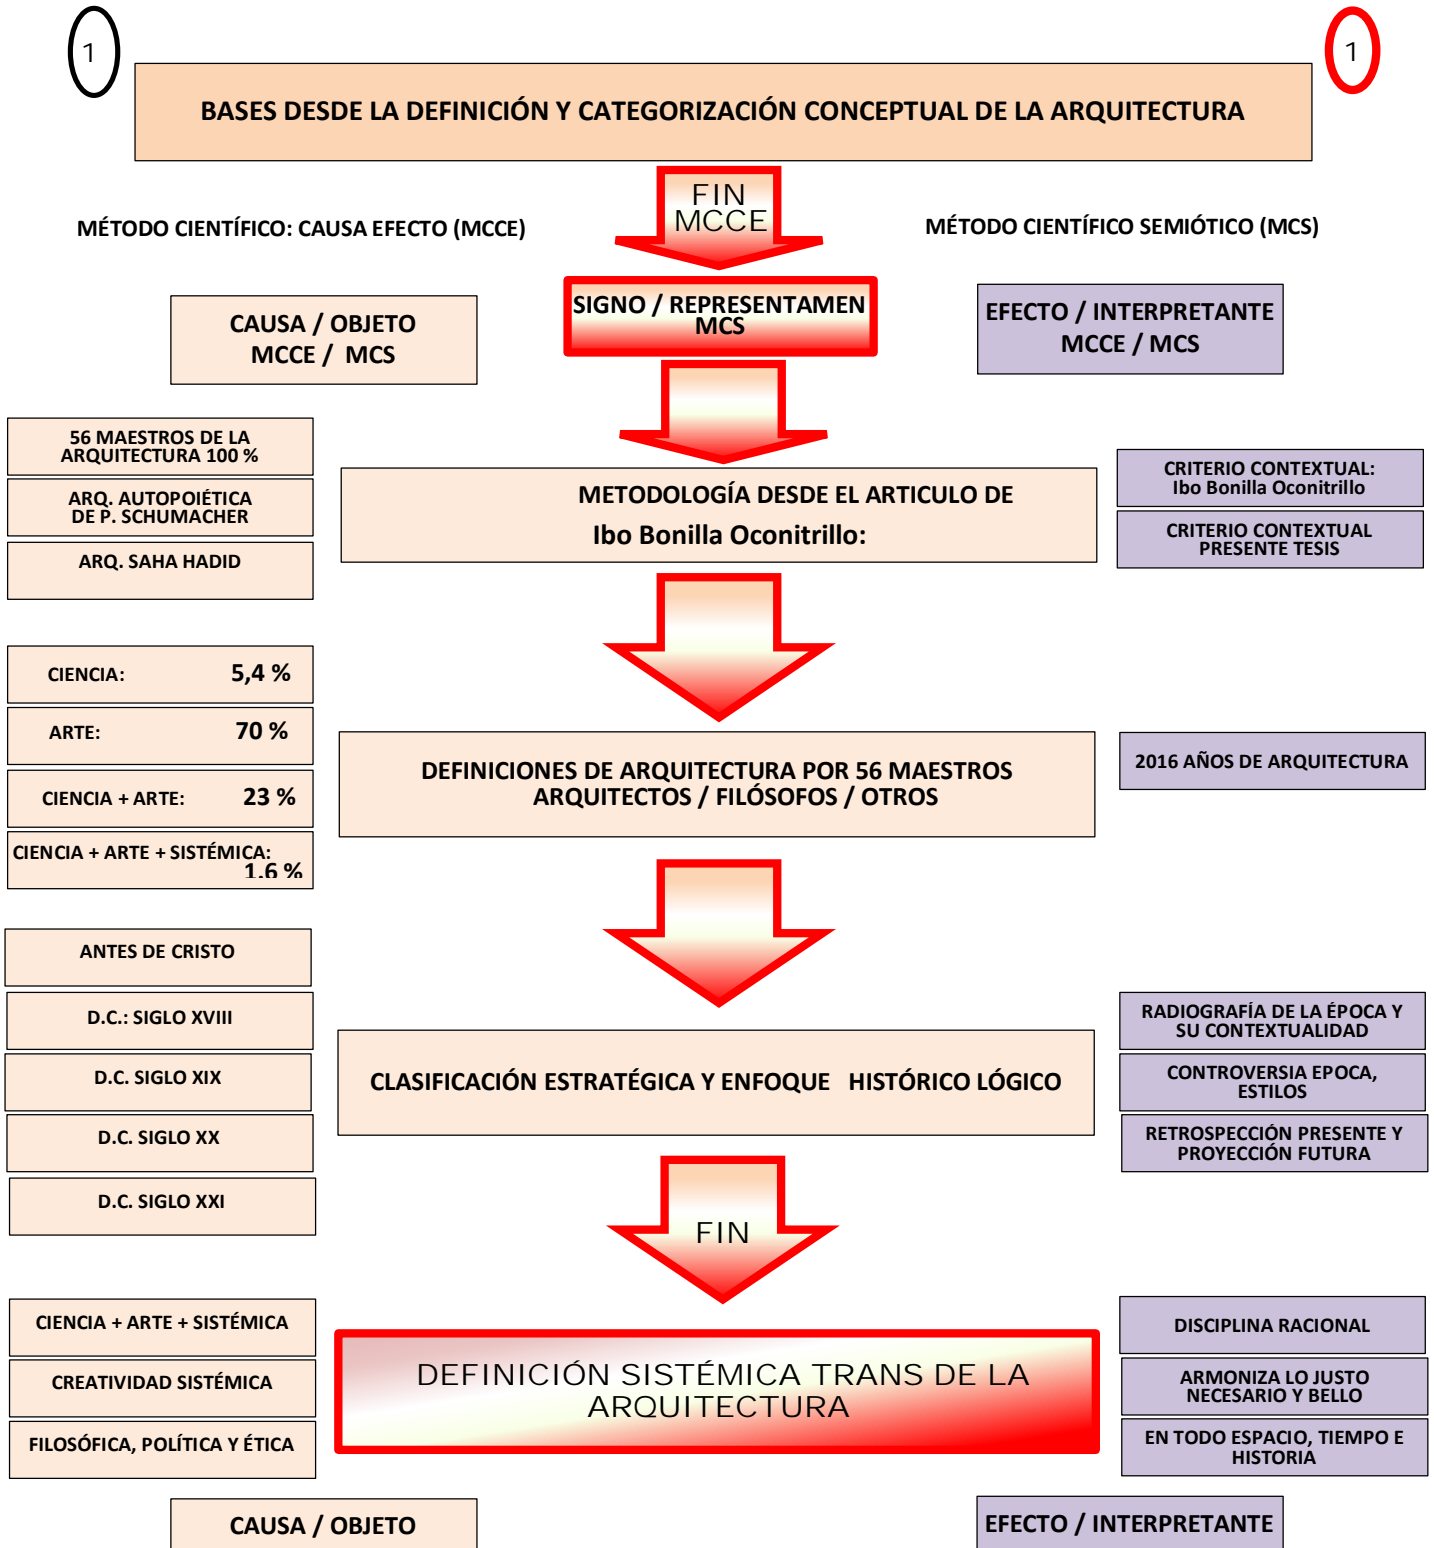 1
1
BASES DESDE LA DEFINICIÓN Y CATEGORIZACIÓN CONCEPTUAL DE LA ARQUITECTURA
FIN
MCCE
MÉTODO CIENTÍFICO: CAUSA EFECTO (MCCE)
MÉTODO CIENTÍFICO SEMIÓTICO (MCS)
CAUSA / OBJETO
MCCE / MCS
SIGNO / REPRESENTAMEN
MCS
EFECTO / INTERPRETANTE
MCCE / MCS
56 MAESTROS DE LA
ARQUITECTURA 100 %
ARQ. AUTOPOIÉTICA
DE P. SCHUMACHER
ARQ. SAHA HADID
METODOLOGÍA DESDE EL ARTICULO DE
Ibo Bonilla Oconitrillo:
CRITERIO CONTEXTUAL:
Ibo Bonilla Oconitrillo
CRITERIO CONTEXTUAL
PRESENTE TESIS
CIENCIA: 5,4 %
ARTE: 70 %
CIENCIA + ARTE: 23 %
CIENCIA + ARTE + SISTÉMICA:
1.6 %
DEFINICIONES DE ARQUITECTURA POR 56 MAESTROS
ARQUITECTOS / FILÓSOFOS / OTROS
2016 AÑOS DE ARQUITECTURA
ANTES DE CRISTO
D.C.: SIGLO XVIII
D.C. SIGLO XIX
D.C. SIGLO XX
D.C. SIGLO XXI
CLASIFICACIÓN ESTRATÉGICA Y ENFOQUE HISTÓRICO LÓGICO
RADIOGRAFÍA DE LA ÉPOCA Y
SU CONTEXTUALIDAD
CONTROVERSIA EPOCA,
ESTILOS
RETROSPECCIÓN PRESENTE Y
PROYECCIÓN FUTURA
FIN
CIENCIA + ARTE + SISTÉMICA
CREATIVIDAD SISTÉMICA
FILOSÓFICA, POLÍTICA Y ÉTICA
DEFINICIÓN SISTÉMICA TRANS DE LA
ARQUITECTURA
DISCIPLINA RACIONAL
ARMONIZA LO JUSTO
NECESARIO Y BELLO
EN TODO ESPACIO, TIEMPO E
HISTORIA
CAUSA / OBJETO
EFECTO / INTERPRETANTE